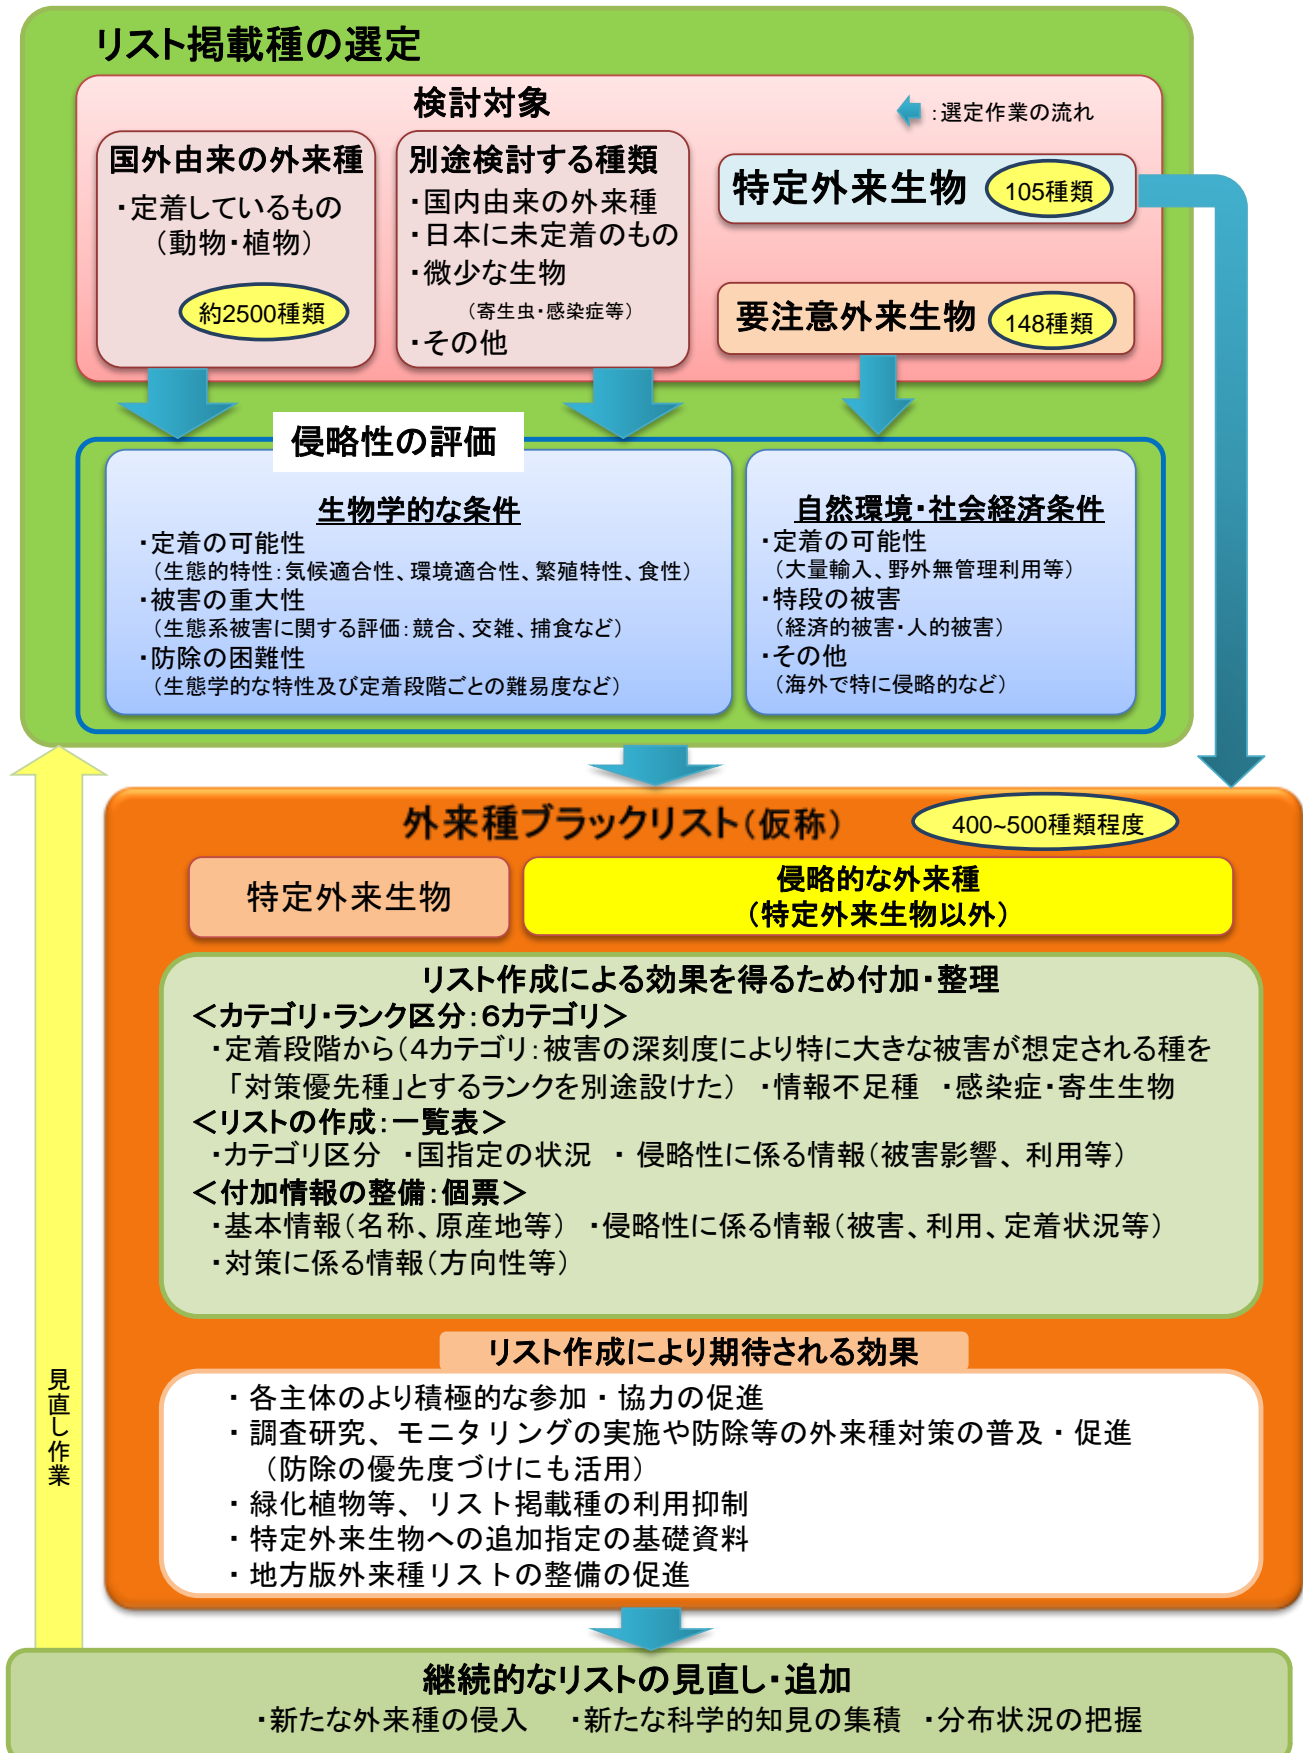 リスト掲載種の選定
検討対象
:選定作業の流れ
国外由来の外来種
・定着しているもの
（動物・植物）
約2500種類
別途検討する種類
・国内由来の外来種
・日本に未定着のもの
・微少な生物
（寄生虫・感染症等）
・その他
特定外来生物
105種類
要注意外来生物
148種類
侵略性の評価
生物学的な条件
・定着の可能性
（生態的特性：気候適合性、環境適合性、繁殖特性、食性）
・被害の重大性
（生態系被害に関する評価：競合、交雑、捕食など）
・防除の困難性
（生態学的な特性及び定着段階ごとの難易度など）
自然環境・社会経済条件
・定着の可能性
（大量輸入、野外無管理利用等）
・特段の被害
（経済的被害・人的被害）
・その他
（海外で特に侵略的など）
外来種ブラックリスト（仮称）
400~500種類程度
特定外来生物
侵略的な外来種
（特定外来生物以外）
リスト作成による効果を得るため付加・整理
＜カテゴリ・ランク区分：6カテゴリ＞
・定着段階から（4カテゴリ：被害の深刻度により特に大きな被害が想定される種を
「対策優先種」とするランクを別途設けた） ・情報不足種 ・感染症・寄生生物
＜リストの作成：一覧表＞
・カテゴリ区分 ・国指定の状況 ・侵略性に係る情報（被害影響、利用等）
＜付加情報の整備：個票＞
・基本情報（名称、原産地等） ・侵略性に係る情報（被害、利用、定着状況等）
・対策に係る情報（方向性等）
リスト作成により期待される効果
・各主体のより積極的な参加・協力の促進
・調査研究、モニタリングの実施や防除等の外来種対策の普及・促進
（防除の優先度づけにも活用）
・緑化植物等、リスト掲載種の利用抑制
・特定外来生物への追加指定の基礎資料
・地方版外来種リストの整備の促進
見直し作業
継続的なリストの見直し・追加
・新たな外来種の侵入 ・新たな科学的知見の集積 ・分布状況の把握